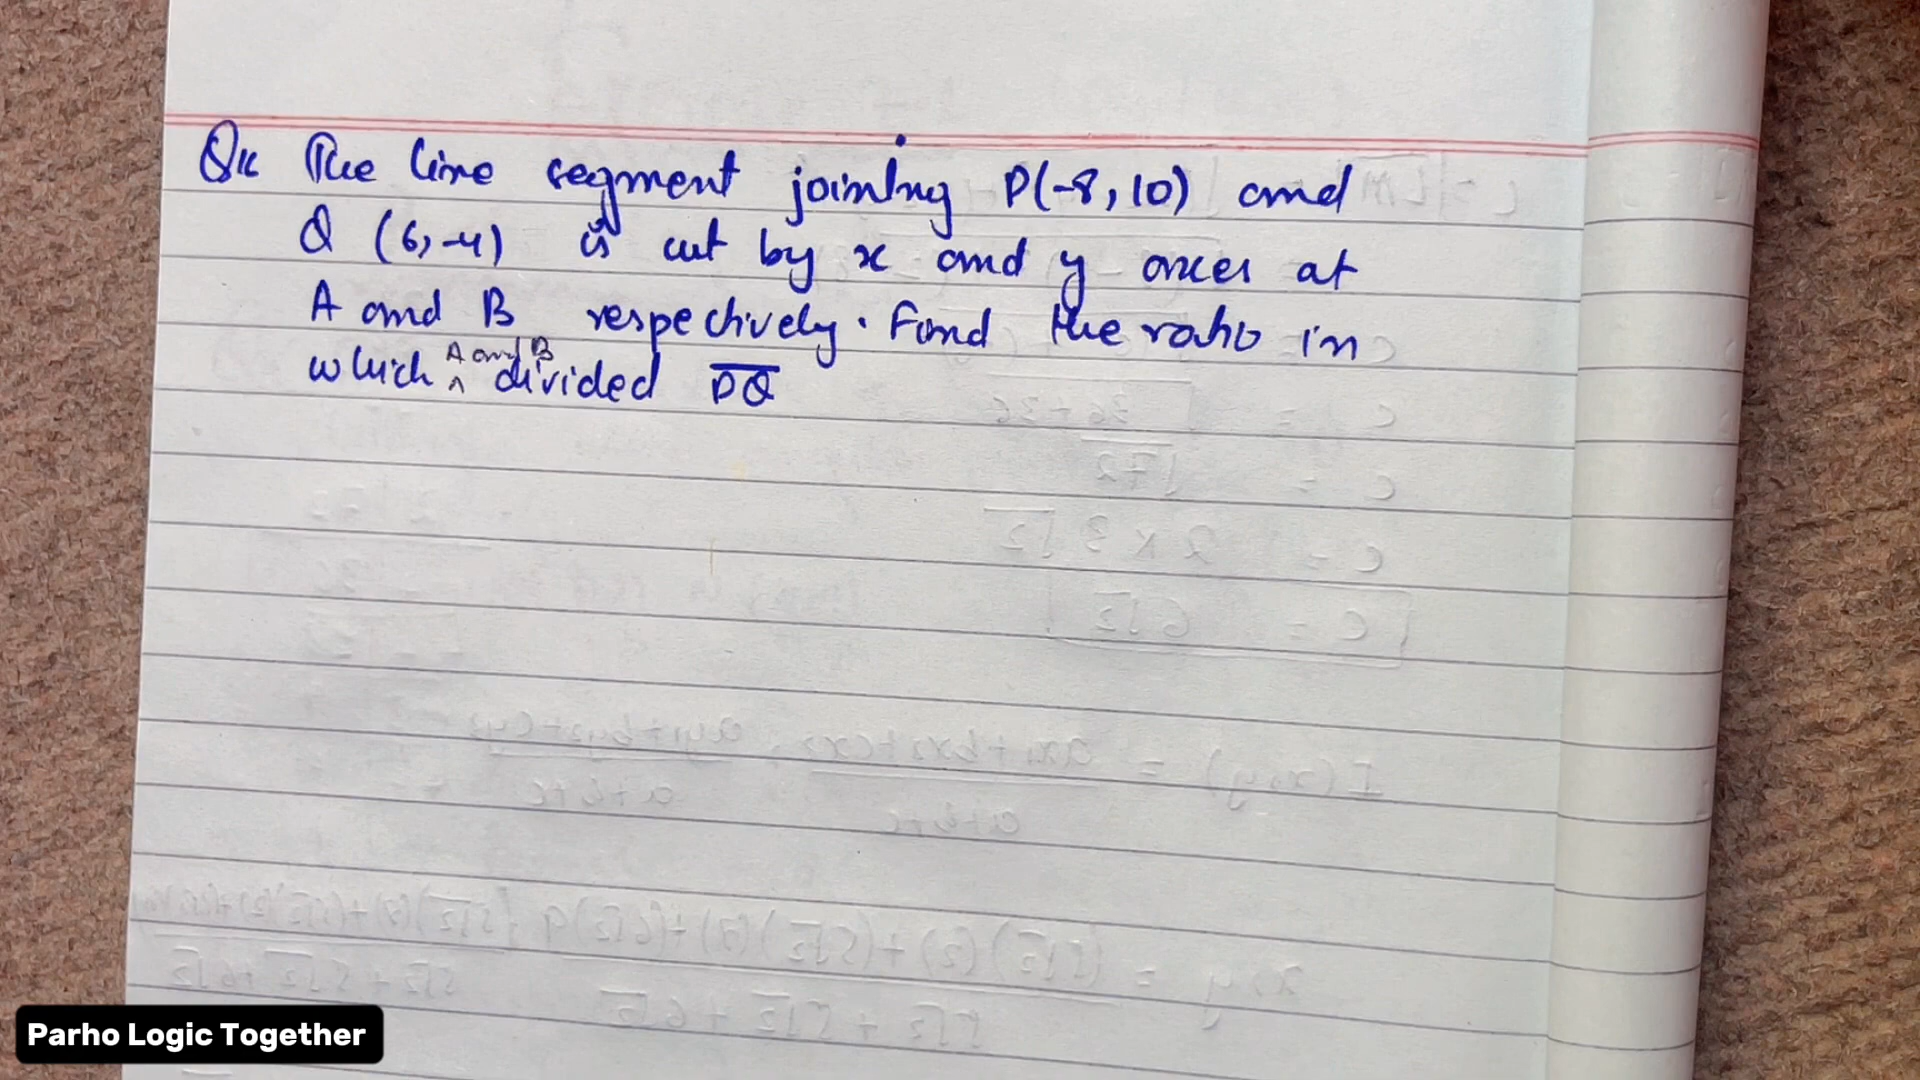 Qu The line segment joining P(-8,10) and
Q (6,-4) is cut by x and y axes at
A and B respectively. Find the ratio in
which A and B divided PQ
Parho Logic Together